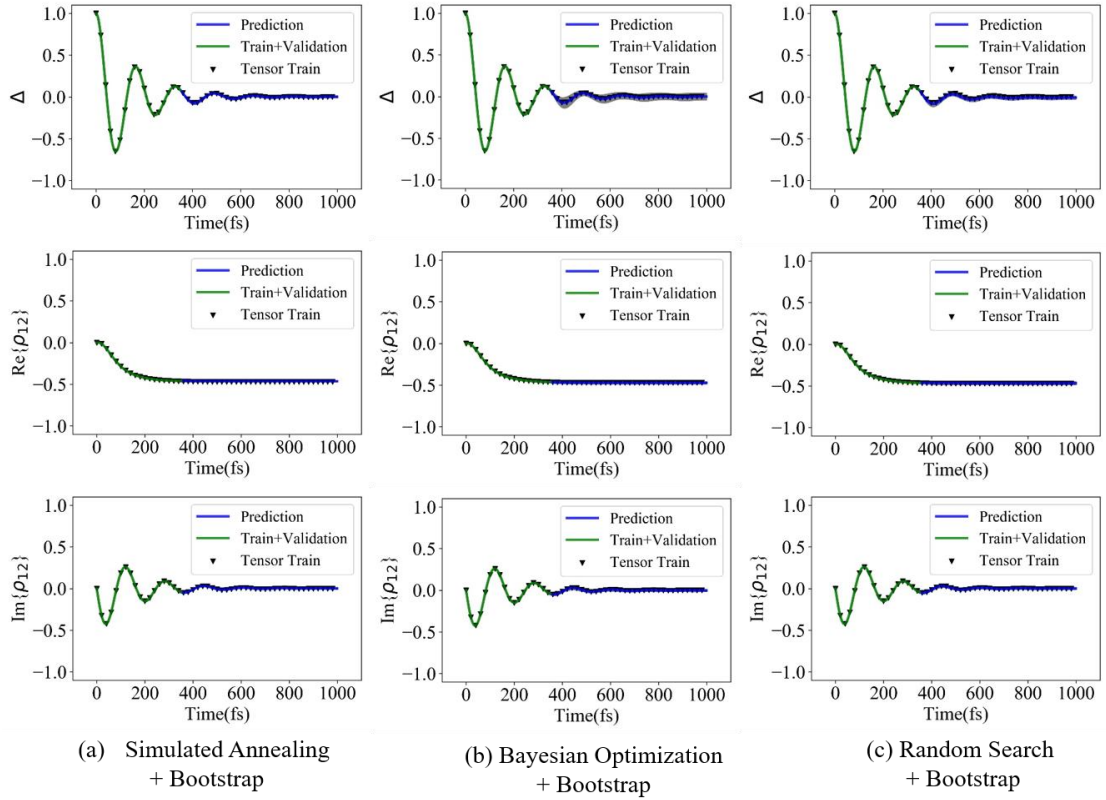 1.0
0.5
0.0
−0.5
−1.0
Δ
Prediction
Train+Validation
Tensor Train
0 200 400 600 800 1000
Time(fs)
1.0
0.5
0.0
−0.5
−1.0
Δ
Prediction
Train+Validation
Tensor Train
0 200 400 600 800 1000
Time(fs)
1.0
0.5
0.0
−0.5
−1.0
Δ
Prediction
Train+Validation
Tensor Train
0 200 400 600 800 1000
Time(fs)
1.0
0.5
0.0
−0.5
−1.0
Re{ρ12}
Prediction
Train+Validation
Tensor Train
0 200 400 600 800 1000
Time(fs)
1.0
0.5
0.0
−0.5
−1.0
Re{ρ12}
Prediction
Train+Validation
Tensor Train
0 200 400 600 800 1000
Time(fs)
1.0
0.5
0.0
−0.5
−1.0
Re{ρ12}
Prediction
Train+Validation
Tensor Train
0 200 400 600 800 1000
Time(fs)
1.0
0.5
0.0
−0.5
−1.0
Im{ρ12}
Prediction
Train+Validation
Tensor Train
0 200 400 600 800 1000
Time(fs)
1.0
0.5
0.0
−0.5
−1.0
Im{ρ12}
Prediction
Train+Validation
Tensor Train
0 200 400 600 800 1000
Time(fs)
1.0
0.5
0.0
−0.5
−1.0
Im{ρ12}
Prediction
Train+Validation
Tensor Train
0 200 400 600 800 1000
Time(fs)
(a) Simulated Annealing
+ Bootstrap
(b) Bayesian Optimization
+ Bootstrap
(c) Random Search
+ Bootstrap